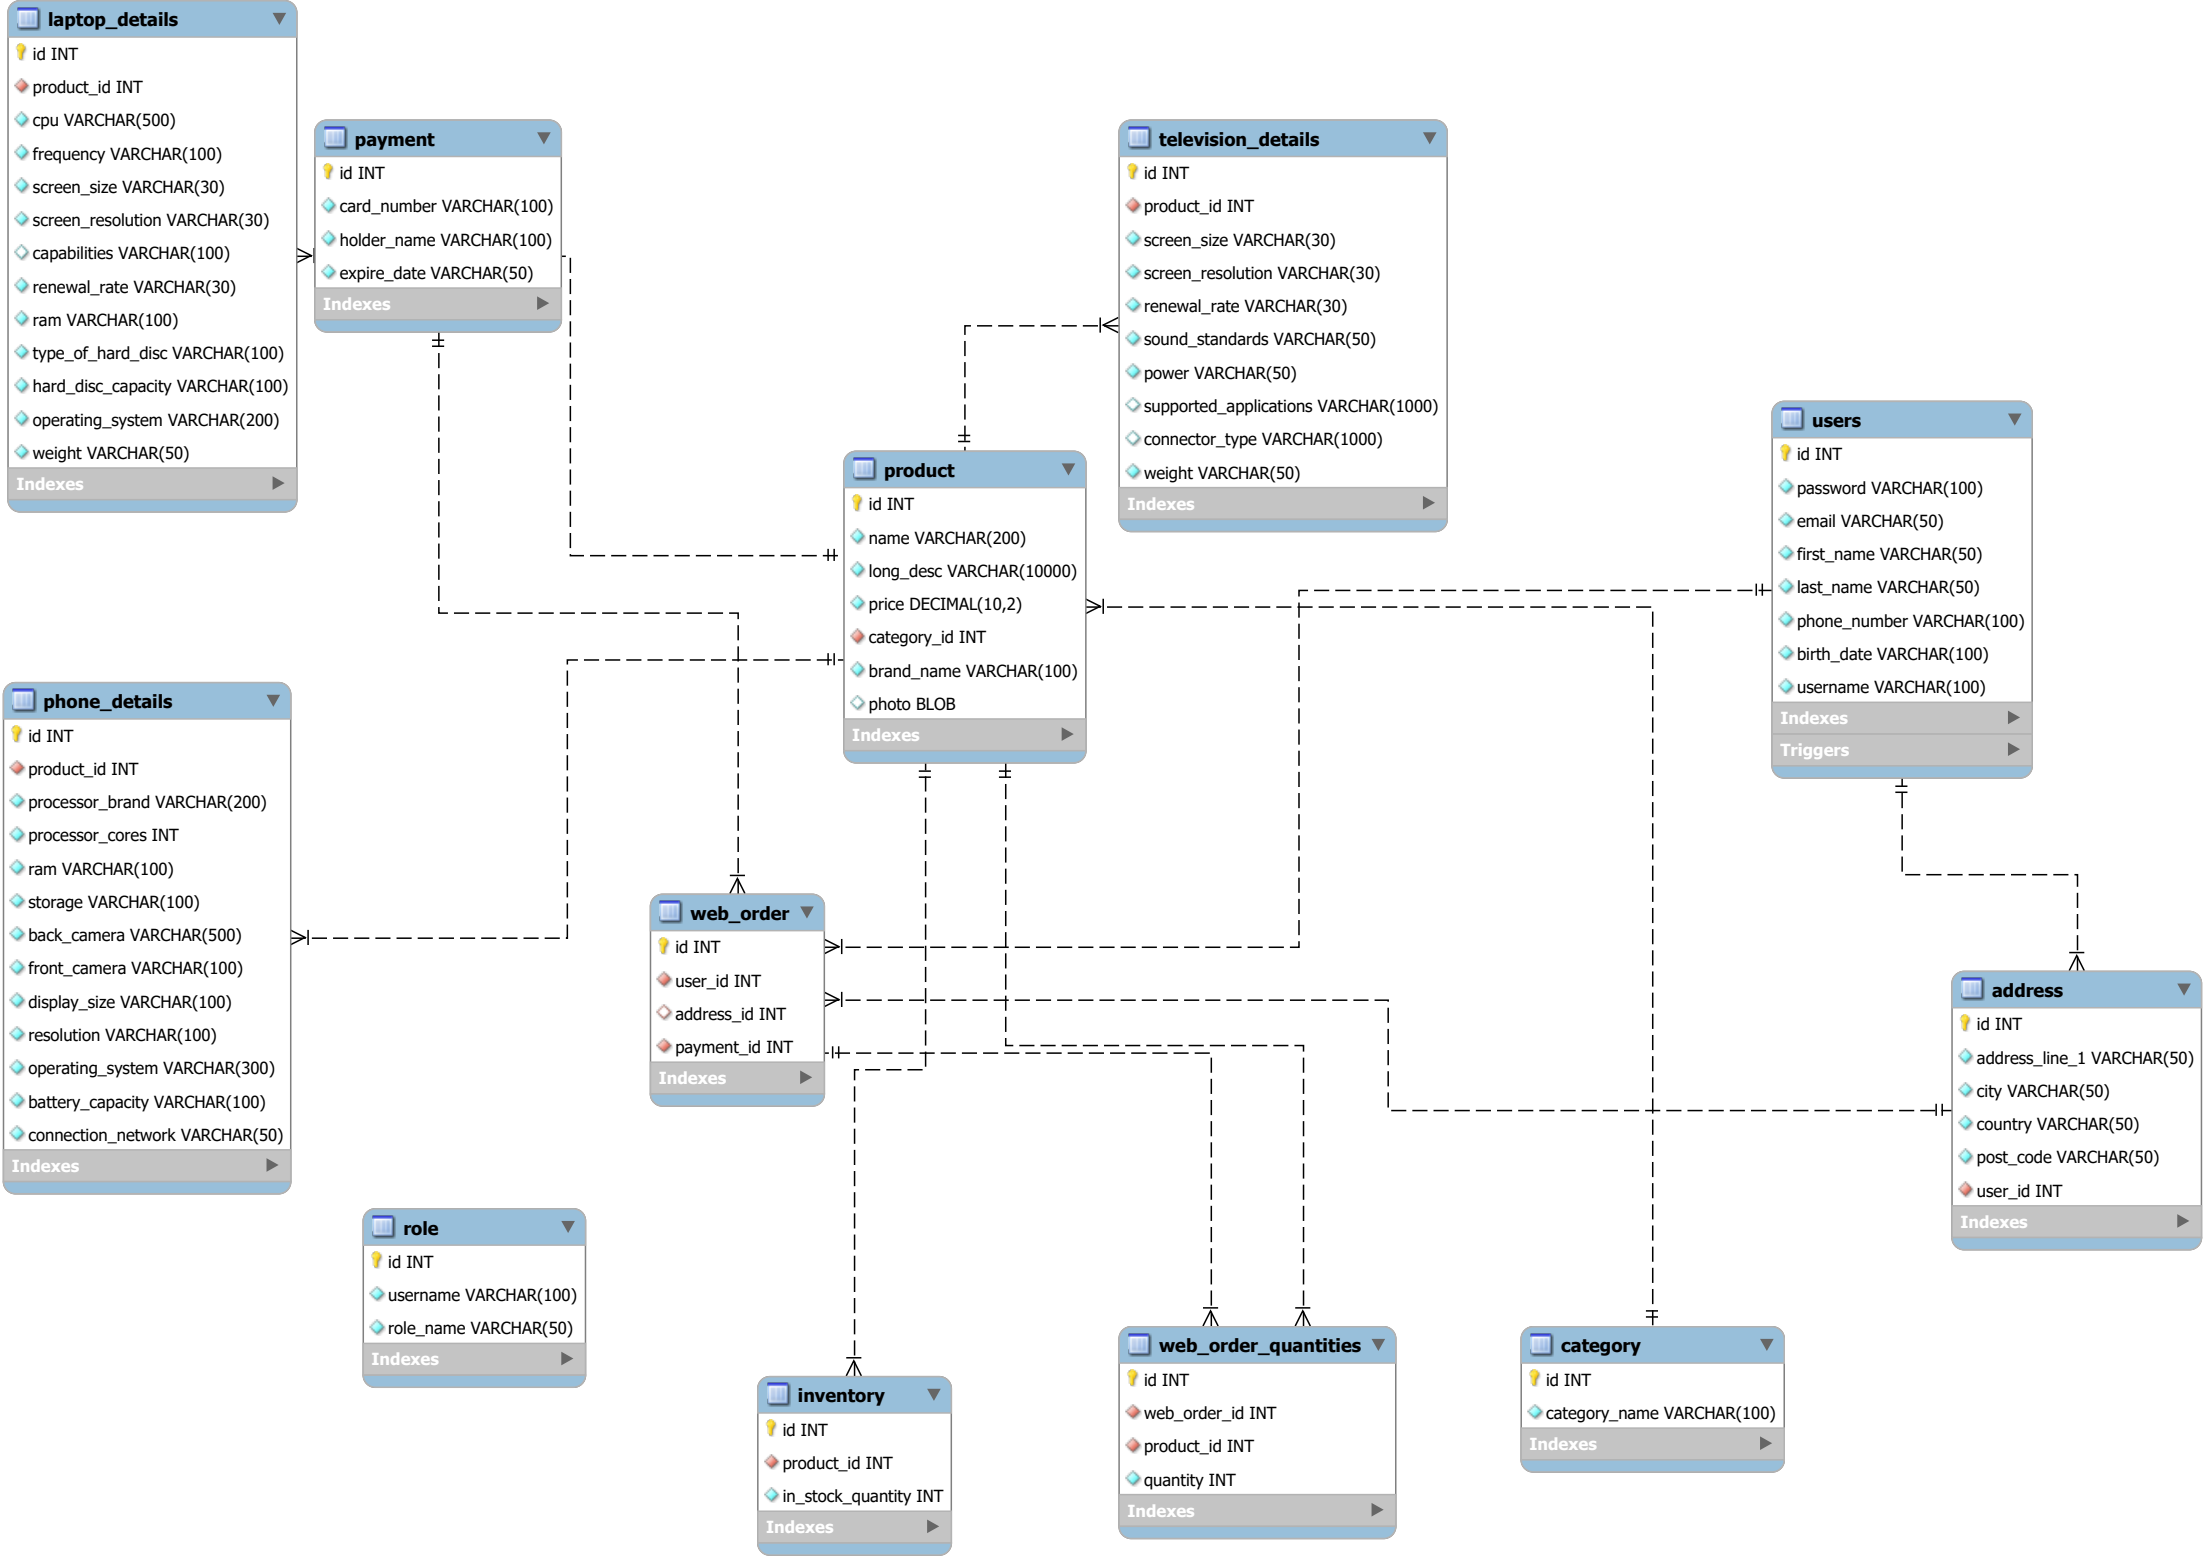 laptop_details
id INT
product_id INT
cpu VARCHAR(500)
frequency VARCHAR(100)
screen_size VARCHAR(30)
screen_resolution VARCHAR(30)
capabilities VARCHAR(100)
renewal_rate VARCHAR(30)
ram VARCHAR(100)
type_of_hard_disc VARCHAR(100)
hard_disc_capacity VARCHAR(100)
operating_system VARCHAR(200)
weight VARCHAR(50)
Indexes
payment
id INT
card_number VARCHAR(100)
holder_name VARCHAR(100)
expire_date VARCHAR(50)
Indexes
television_details
id INT
product_id INT
screen_size VARCHAR(30)
screen_resolution VARCHAR(30)
renewal_rate VARCHAR(30)
sound_standards VARCHAR(50)
power VARCHAR(50)
supported_applications VARCHAR(1000)
connector_type VARCHAR(1000)
weight VARCHAR(50)
Indexes
product
id INT
name VARCHAR(200)
long_desc VARCHAR(10000)
price DECIMAL(10,2)
category_id INT
brand_name VARCHAR(100)
photo BLOB
Indexes
users
id INT
password VARCHAR(100)
email VARCHAR(50)
first_name VARCHAR(50)
last_name VARCHAR(50)
phone_number VARCHAR(100)
birth_date VARCHAR(100)
username VARCHAR(100)
Indexes
Triggers
phone_details
id INT
product_id INT
processor_brand VARCHAR(200)
processor_cores INT
ram VARCHAR(100)
storage VARCHAR(100)
back_camera VARCHAR(500)
front_camera VARCHAR(100)
display_size VARCHAR(100)
resolution VARCHAR(100)
operating_system VARCHAR(300)
battery_capacity VARCHAR(100)
connection_network VARCHAR(50)
Indexes
web_order
id INT
user_id INT
address_id INT
payment_id INT
Indexes
address
id INT
address_line_1 VARCHAR(50)
city VARCHAR(50)
country VARCHAR(50)
post_code VARCHAR(50)
user_id INT
Indexes
role
id INT
username VARCHAR(100)
role_name VARCHAR(50)
Indexes
inventory
id INT
product_id INT
in_stock_quantity INT
Indexes
web_order_quantities
id INT
web_order_id INT
product_id INT
quantity INT
Indexes
category
id INT
category_name VARCHAR(100)
Indexes